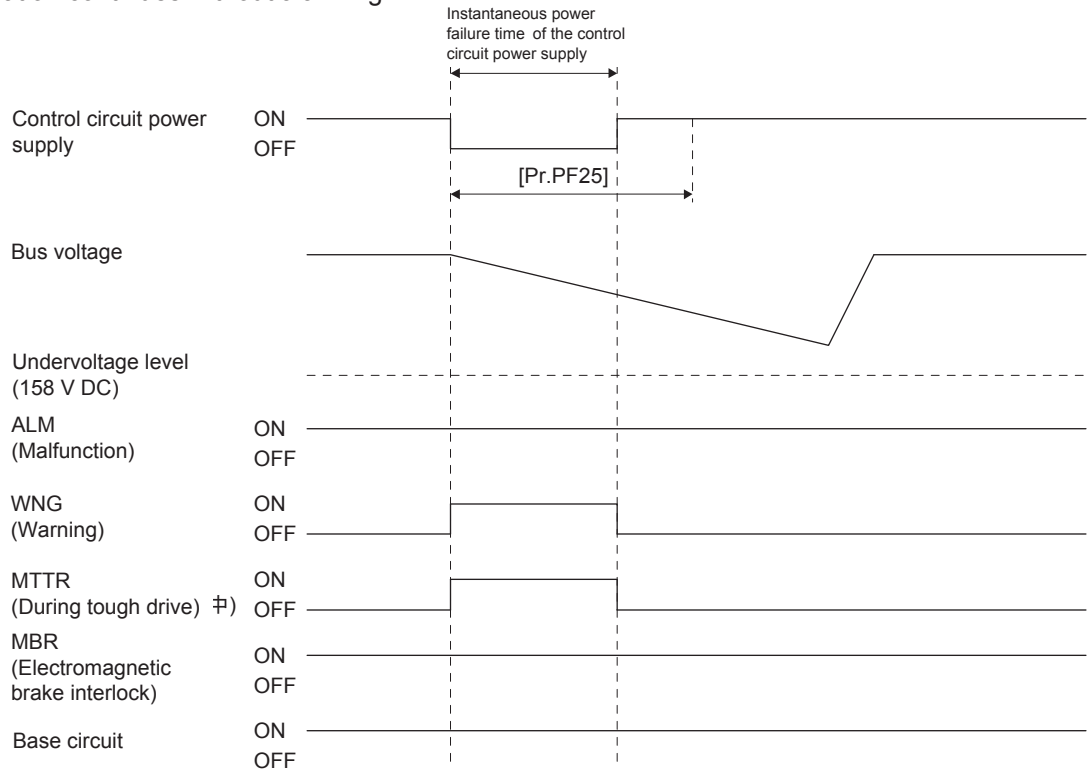 Instantaneous power
failure time of the control
circuit power supply
Control circuit power
supply
ON
OFF
[Pr.PF25]
Bus voltage
Undervoltage level
(158 V DC)
ALM
(Malfunction)
ON
OFF
WNG
(Warning)
ON
OFF
MTTR
(During tough drive)
ON
OFF
MBR
(Electromagnetic
brake interlock)
ON
OFF
Base circuit
ON
OFF